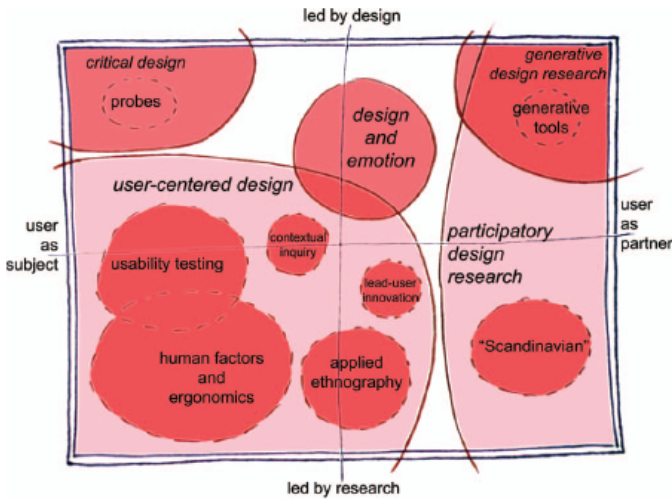 led by design
critical design
probes
generative
design research
generative
tools
design
and
emotion
user-centered design
user
as
subject
usability testing
contextual
inquiry
participatory
design
research
user
as
partner
lead-user
innovation
human factors
and
ergonomics
applied
ethnography
"Scandinavian"
led by research